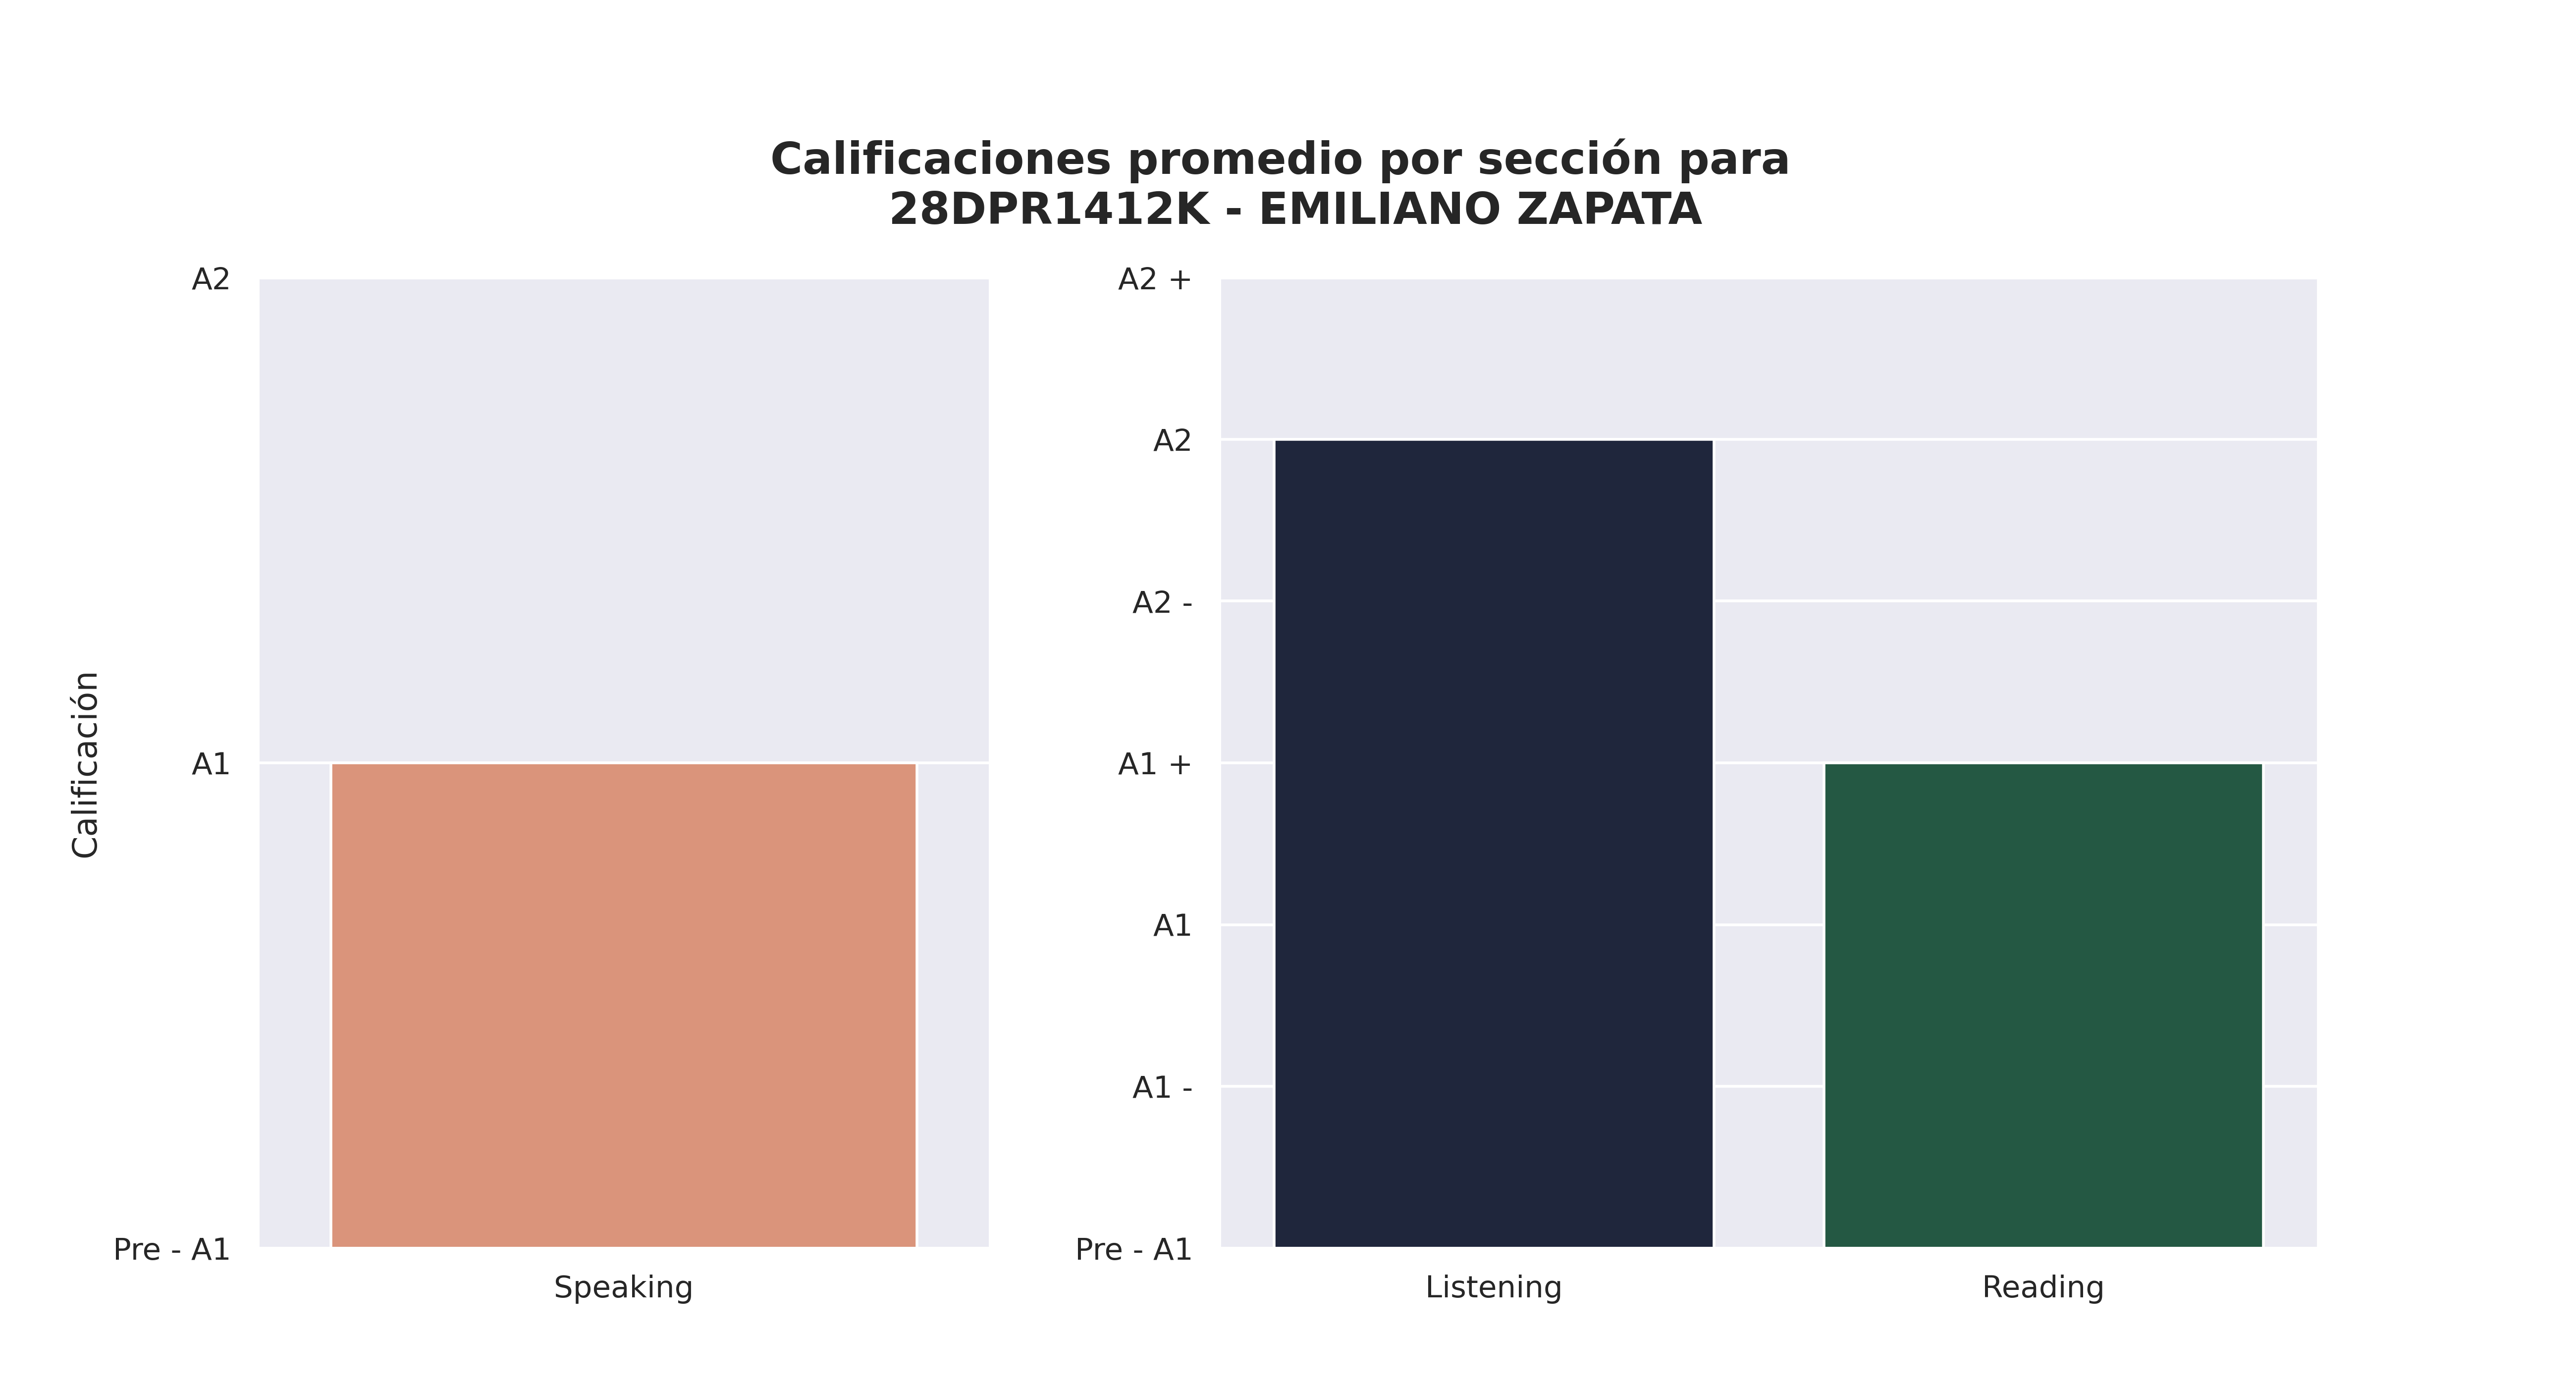 Calificaciones promedio por sección para
28DPR1412K - EMILIANO ZAPATA
Calificación
A2
A1
Pre - A1
Speaking
A2 +
A2
A2 -
A1 +
A1
A1 -
Pre - A1
Listening
Reading